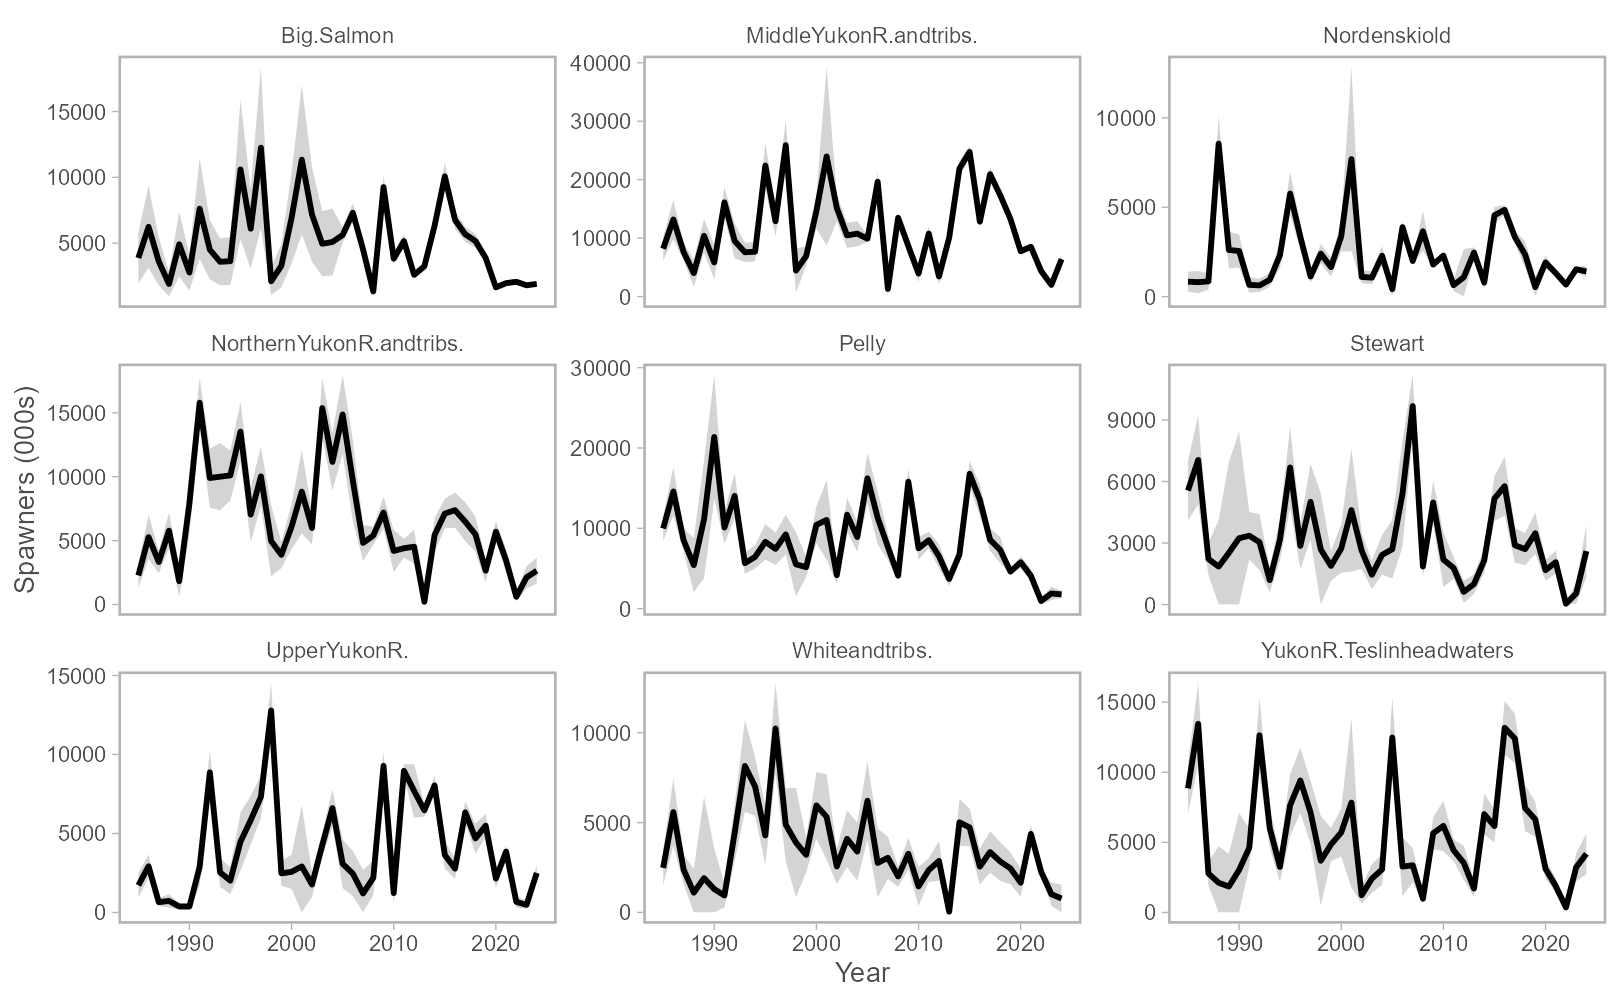 Big.Salmon
MiddleYukonR.andtribs.
Nordenskiold
15000
10000
5000
40000
30000
20000
10000
0
10000
5000
0
NorthernYukonR.andtribs.
Pelly
Stewart
Spawners (000s)
15000
10000
5000
0
30000
20000
10000
0
9000
6000
3000
0
UpperYukonR.
Whiteandtribs.
YukonR.Teslinheadwaters
15000
10000
5000
0
10000
5000
0
15000
10000
5000
0
1990 2000 2010 2020
1990 2000 2010 2020
1990 2000 2010 2020
Year